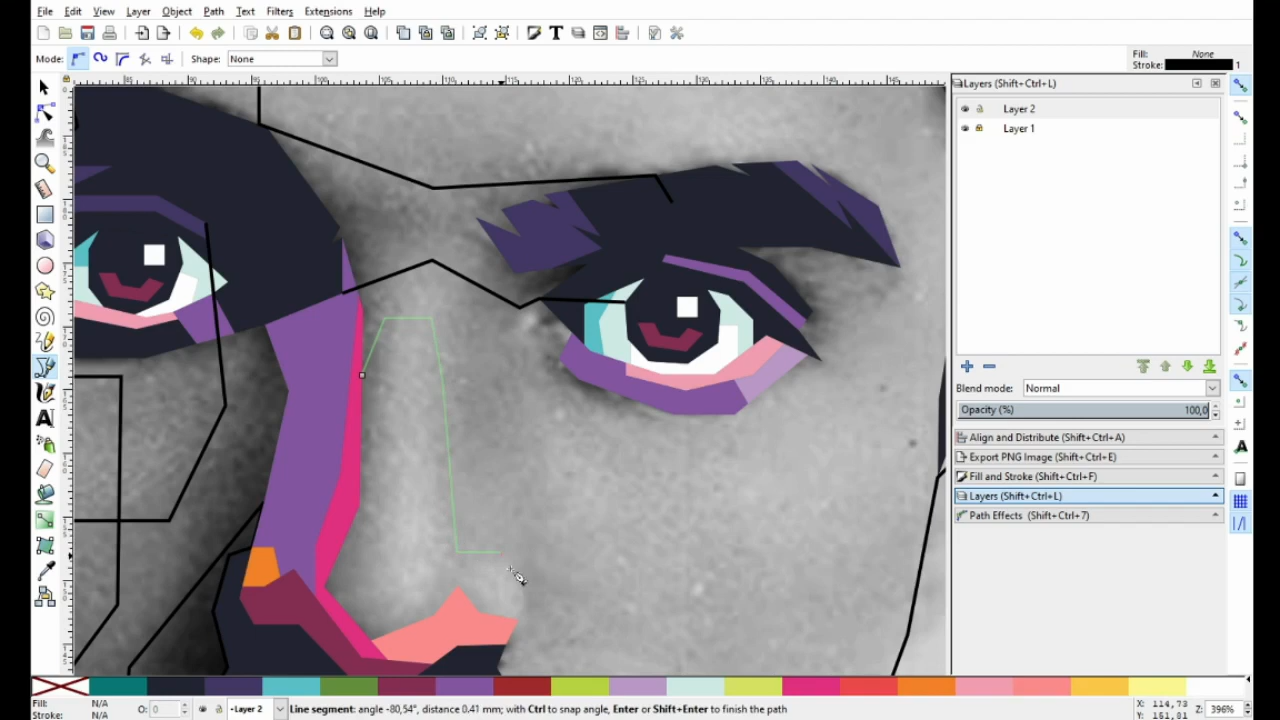 File Edit View Layer Object Path Text Filters Extensions Help
Mode: Shape: None
Fill: None
Stroke: 1
Layers (Shift+Ctrl+L)
Layer 2
Layer 1
Blend mode: Normal
Opacity (%) 100,0
Align and Distribute (Shift+Ctrl+A)
Export PNG Image (Shift+Ctrl+E)
Fill and Stroke (Shift+Ctrl+F)
Layers (Shift+Ctrl+L)
Path Effects (Shift+Ctrl+7)
Fill: N/A
Stroke: N/A
O: 0
-Layer 2
Line segment: angle -80,54°, distance 0.41 mm; with Ctrl to snap angle, Enter or Shift+Enter to finish the path
X: 114,73
Y: 151,81
Z: 396%